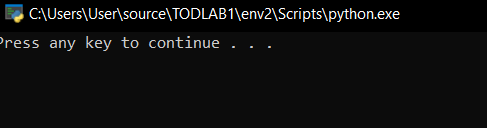 C:\Users\User\source\TODLAB1\env2\Scripts\python.exe
Press any key to continue . . .